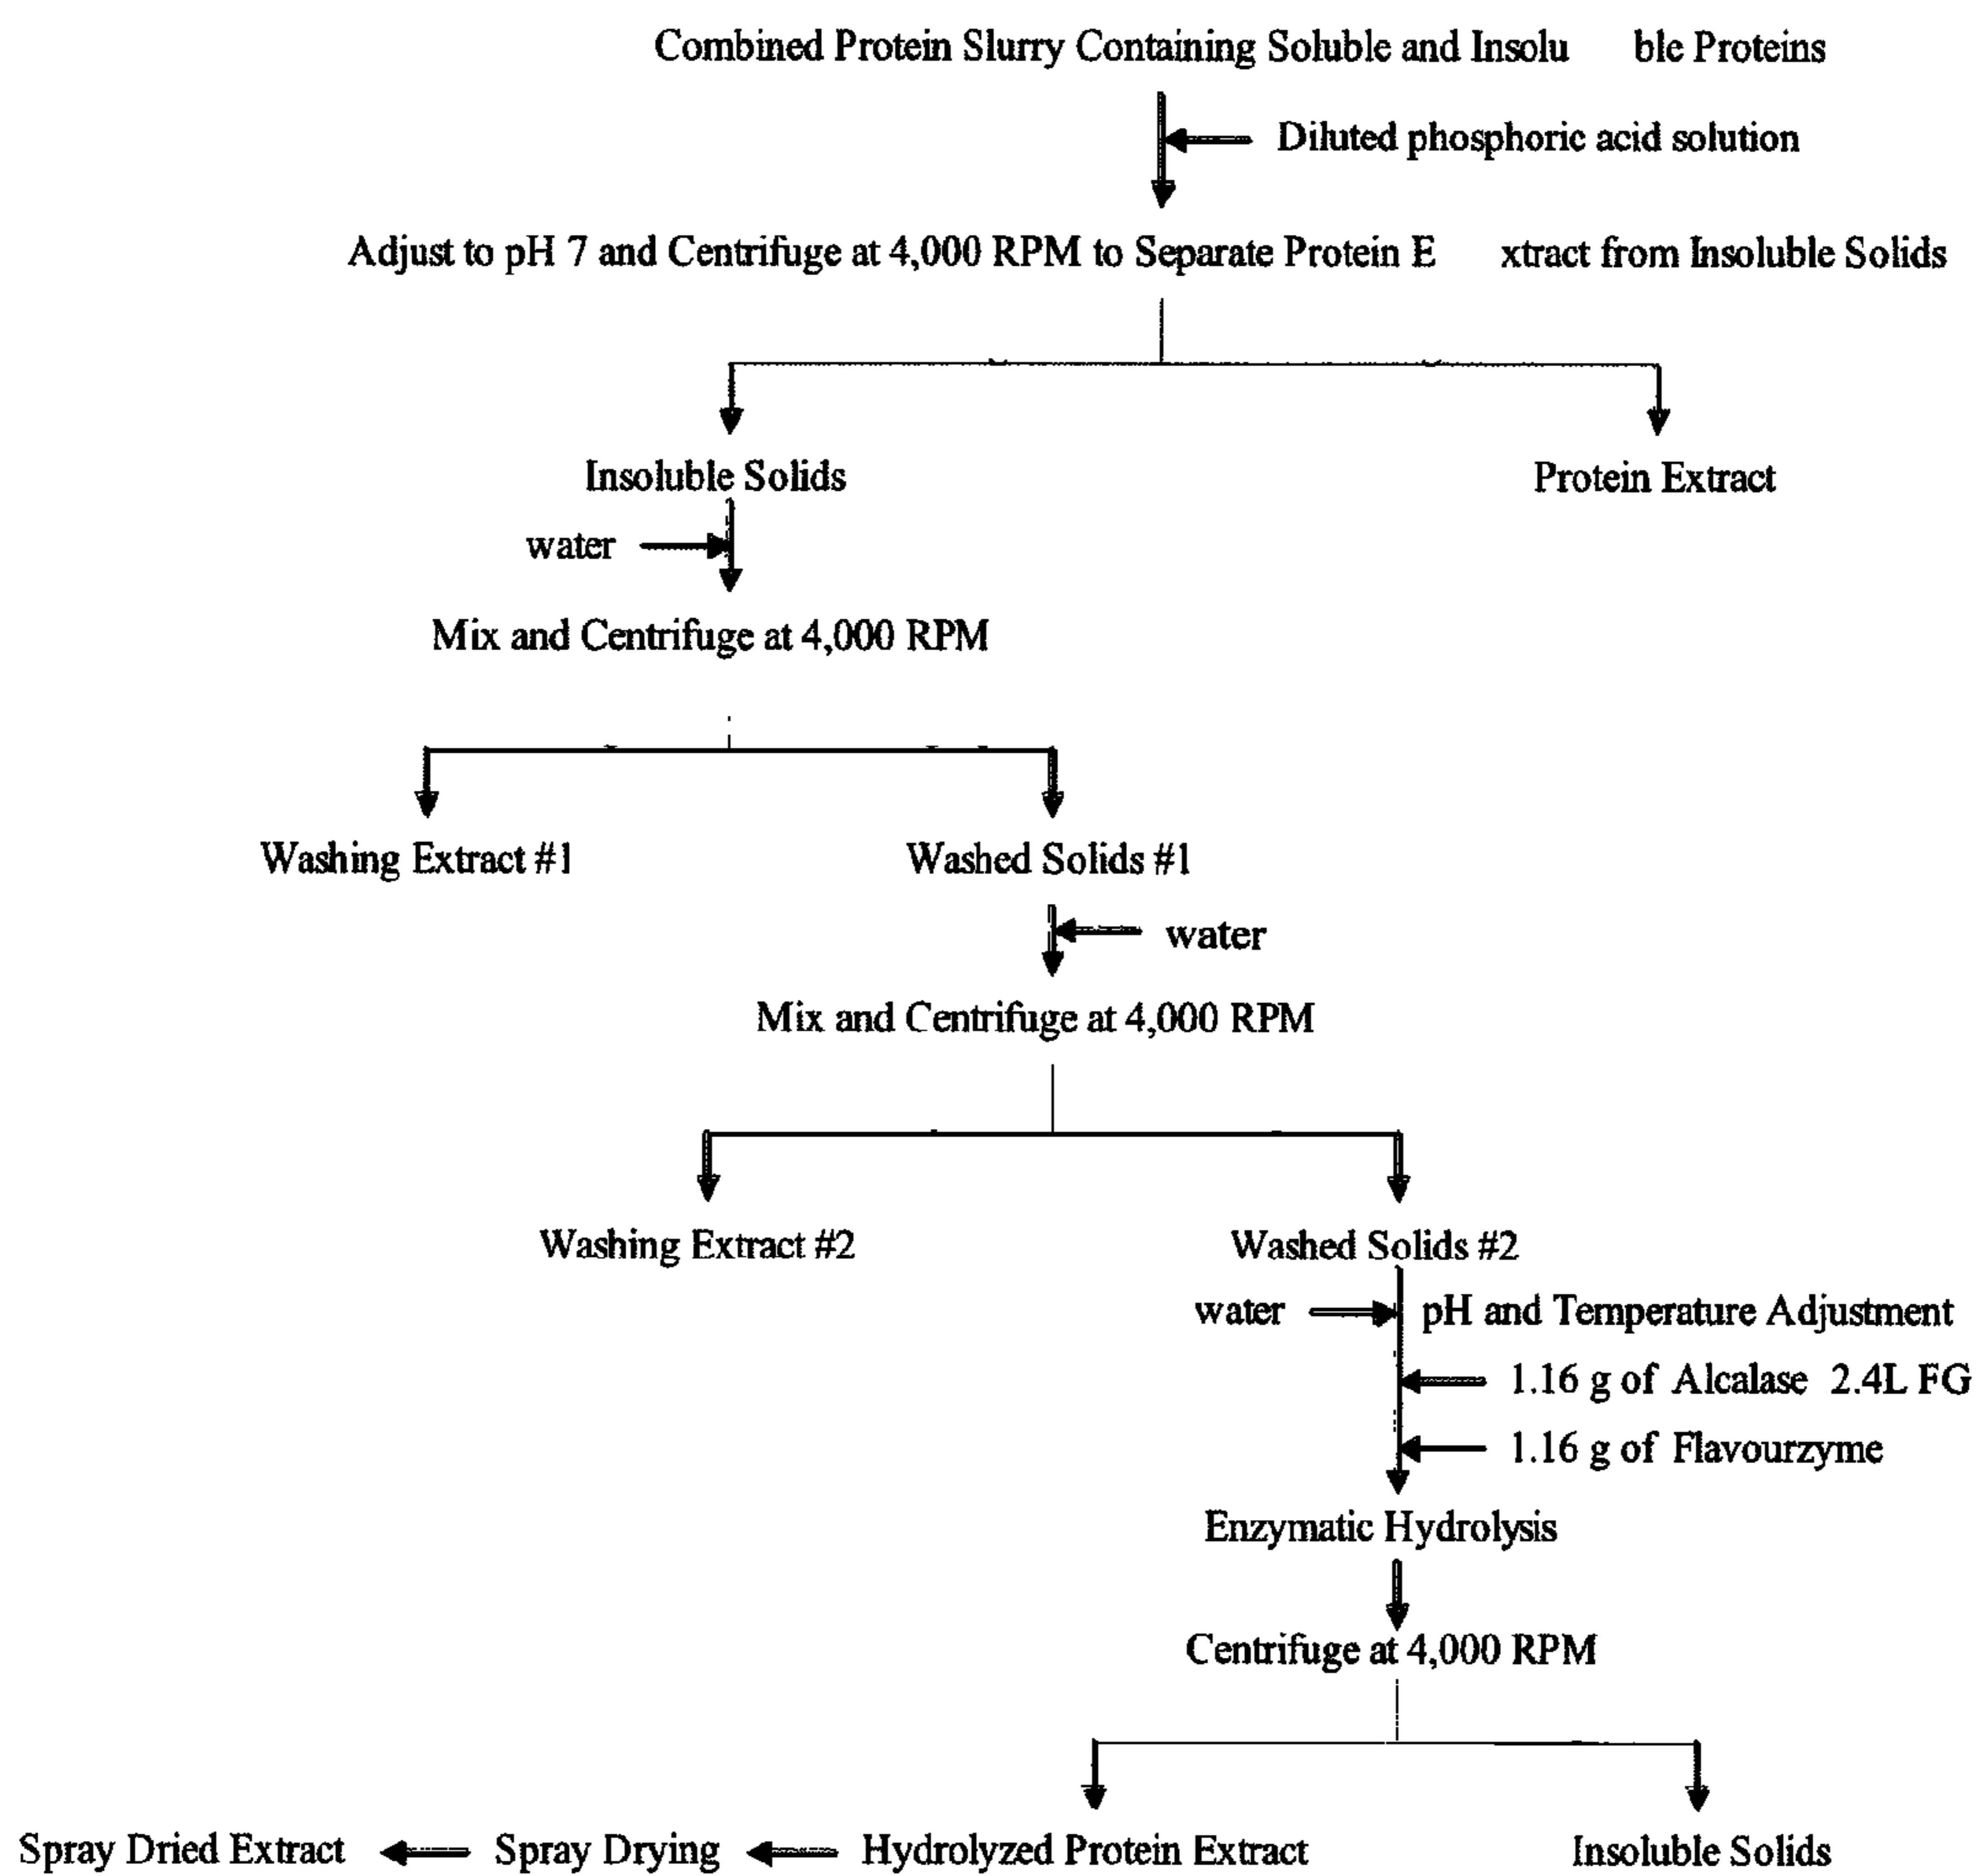 Combined Protein Slurry Containing Soluble and Insolu ble Proteins
Diluted phosphoric acid solution
Adjust to pH 7 and Centrifuge at 4,000 RPM to Separate Protein E xtract from Insoluble Solids
Insoluble Solids
Protein Extract
water
Mix and Centrifuge at 4,000 RPM
Washing Extract #1
Washed Solids #1
water
Mix and Centrifuge at 4,000 RPM
Washing Extract #2
Washed Solids #2
water
pH and Temperature Adjustment
1.16 g of Alcalase 2.4L FG
1.16 g of Flavourzyme
Enzymatic Hydrolysis
Centrifuge at 4,000 RPM
Spray Dried Extract
Spray Drying
Hydrolyzed Protein Extract
Insoluble Solids